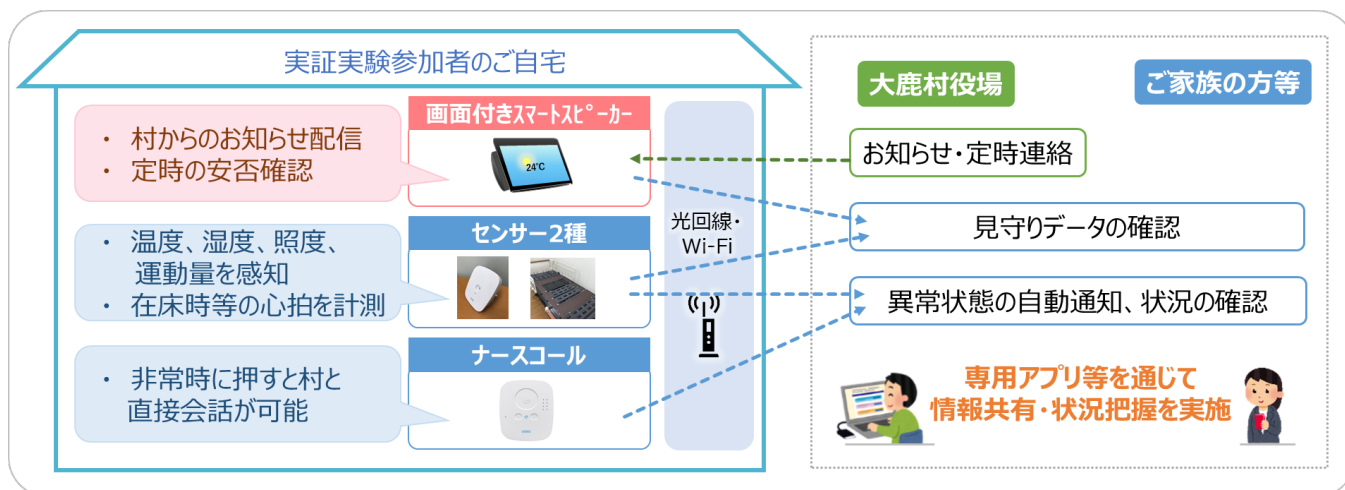 実証実験参加者のご自宅
・ 村からのお知らせ配信
・ 定時の安否確認
画面付きスマートスピーカー
24℃
・ 温度、湿度、照度、
運動量を感知
・ 在床時等の心拍を計測
センサー2種
・ 非常時に押すと村と
直接会話が可能
ナースコール
光回線・
Wi-Fi
大鹿村役場
ご家族の方等
お知らせ・定時連絡
見守りデータの確認
異常状態の自動通知、状況の確認
専用アプリ等を通じて
情報共有・状況把握を実施